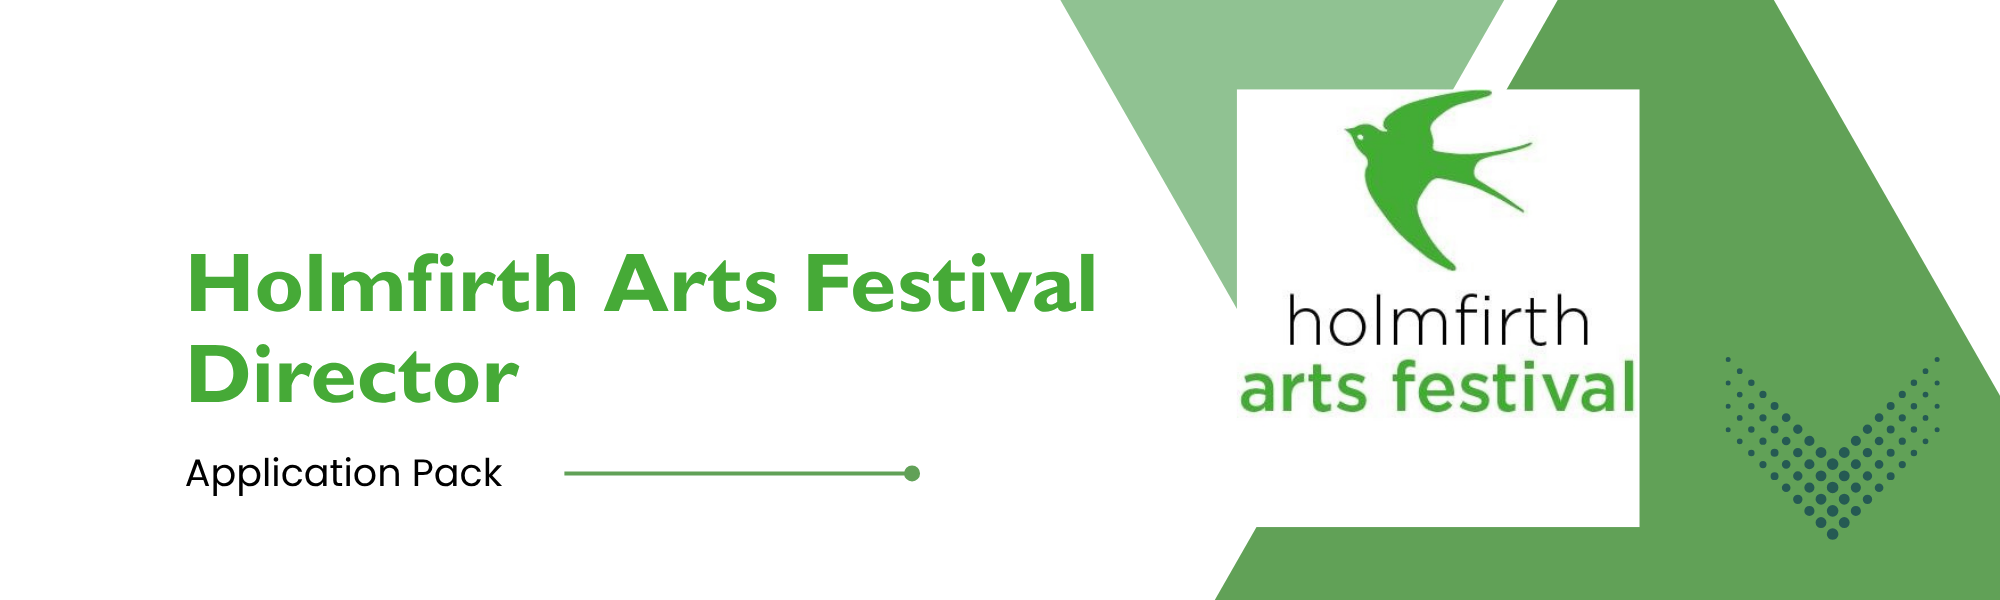 Holmfirth Arts Festival
Director
Application Pack
holmfirth
arts festival